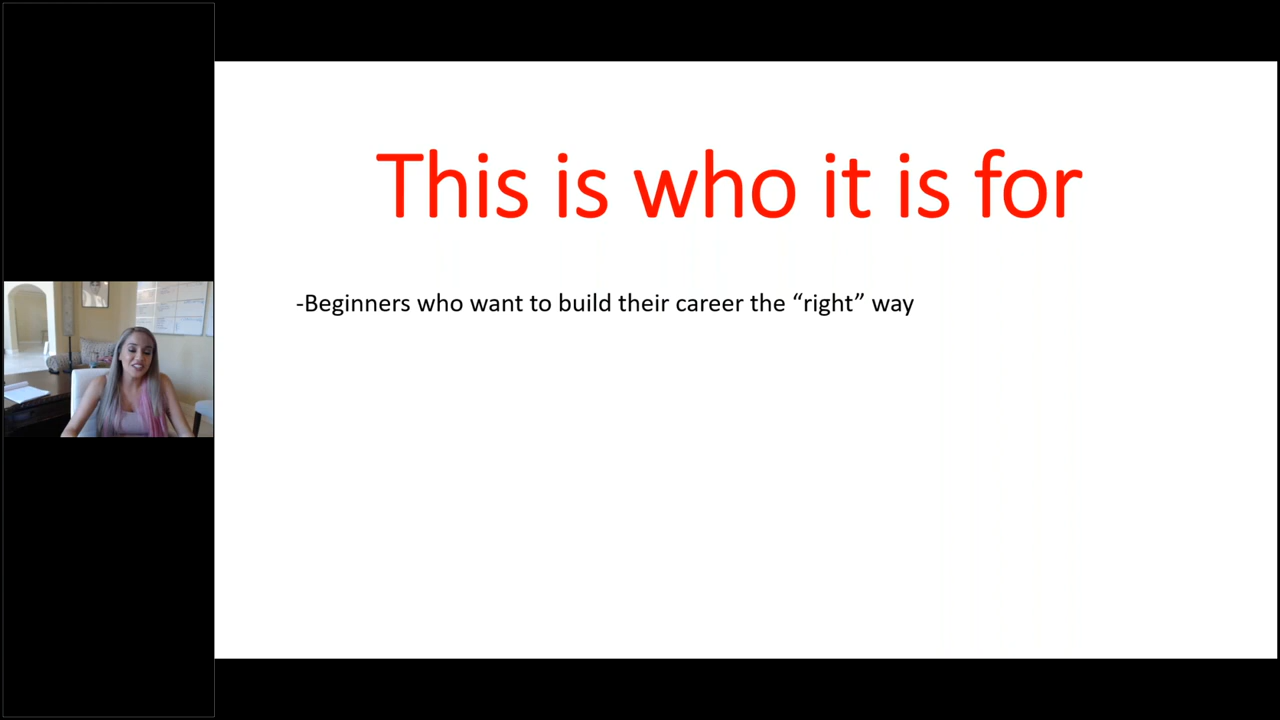 This is who it is for
-Beginners who want to build their career the “right” way